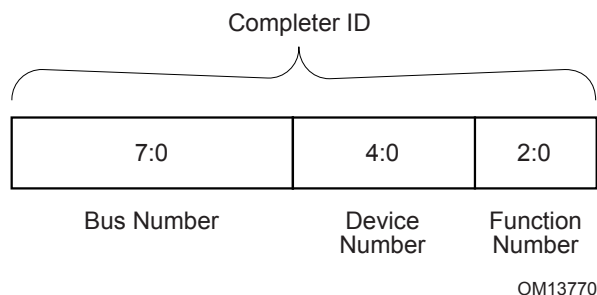 Completer ID
7:0 4:0 2:0
Bus Number Device Function
Number Number
OM13770